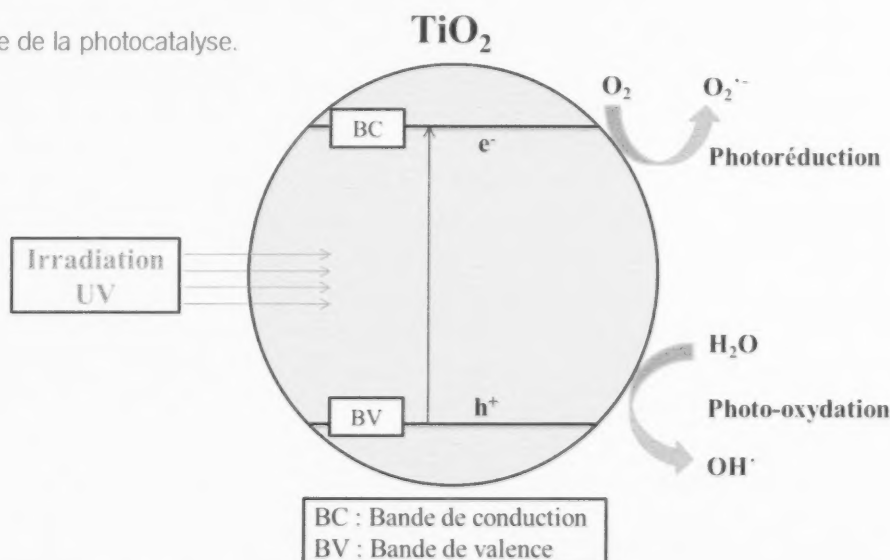 e de la photocatalyse.
TiO₂
BC
e⁻
O₂ O₂˙⁻
Photoréduction
Irradiation
UV
H₂O
Photo-oxydation
BV
h⁺
OH˙
BC : Bande de conduction
BV : Bande de valence